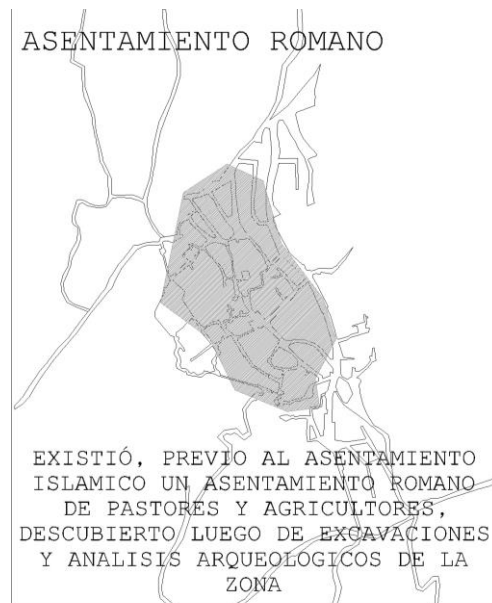 ASENTAMIENTO ROMANO
EXISTIÓ, PREVIO AL ASENTAMIENTO
ISLAMICO UN ASENTAMIENTO ROMANO
DE PASTORES Y AGRICULTORES,
DESCUBIERTO LUEGO DE EXCAVACIONES
Y ANALISIS ARQUEOLOGICOS DE LA
ZONA